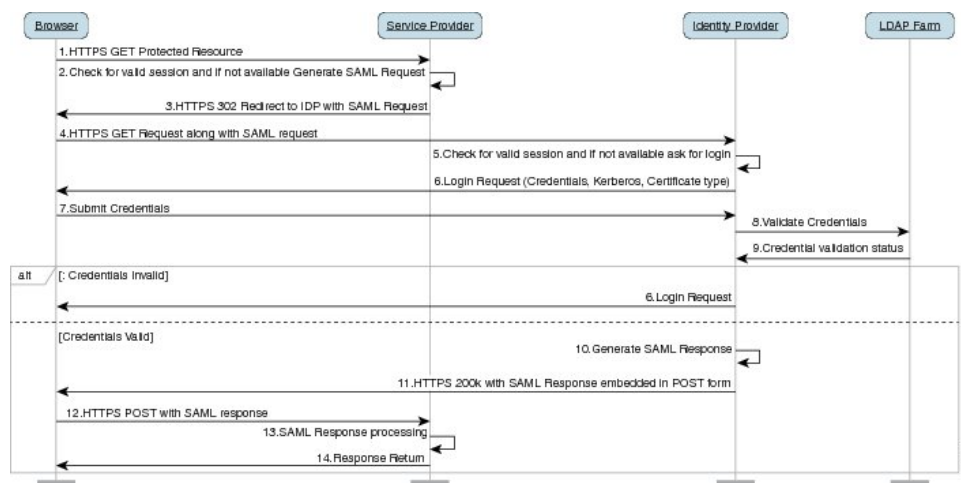 Browser
Service Provider
Identity Provider
LDAP Farm
1.HTTPS GET Protected Resource
2.Check for valid session and if not available Generate SAML Request
3.HTTPS 302 Redirect to IDP with SAML Request
4.HTTPS GET Request along with SAML request
5.Check for valid session and if not available ask for login
6.Login Request (Credentials, Kerberos, Certificate type)
7.Submit Credentials
8.Validate Credentials
9.Credential validation status
alt
[: Credentials Invalid]
6.Login Request
[Credentials Valid]
10.Generate SAML Response
11.HTTPS 200k with SAML Response embedded in POST form
12.HTTPS POST with SAML response
13.SAML Response processing
14.Response Return